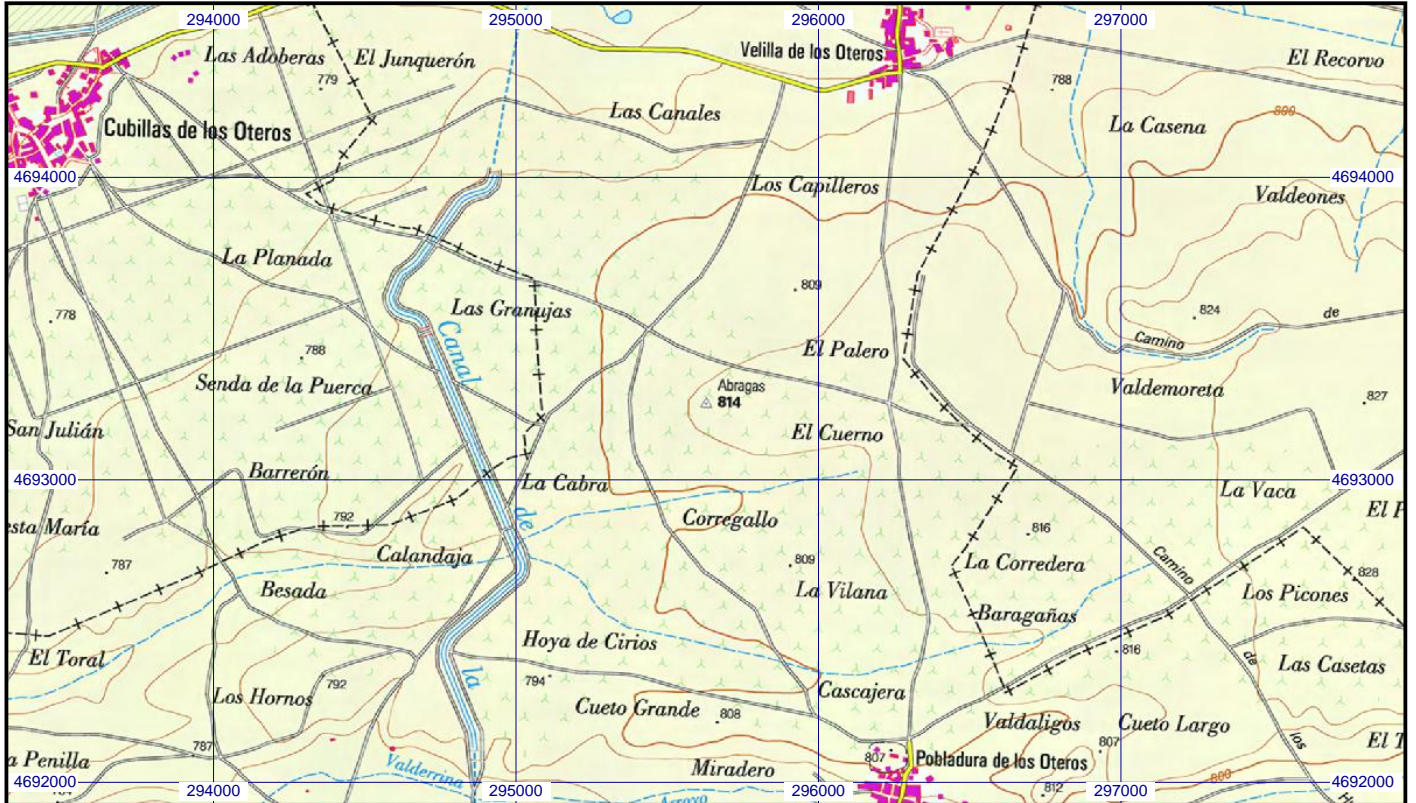 294000 295000 296000 297000
Las Adoberas
El Junquerón
779
Velilla de los Oteros
788
El Recorvo
Las Canales
800
La Casena
Cubillas de los Oteros
4694000 4694000
Los Capilleros
Valdeones
La Planada
809
778
Las Granujas
824
de
Canal
Camino
788
El Palero
Senda de la Puerca
Abragas
814
Valdemoreta
827
San Julián
El Cuerno
Barrerón
4693000 4693000
La Cabra
La Vaca
792
de
Corregallo
816
esta María
Calandaja
787
809
La Corredera
Camino
828
Besada
La Vilana
Los Picones
Baragañas
Hoya de Cirios
816
El Toral
de
Las Casetas
la
792
794
Los Hornos
Cascajera
Cueto Grande
808
Valdaligos
Cueto Largo
los
787
807
807
a Penilla
Valderrina
Miradero
Pobladura de los Oteros
800
4692000 4692000
812
Arroyo